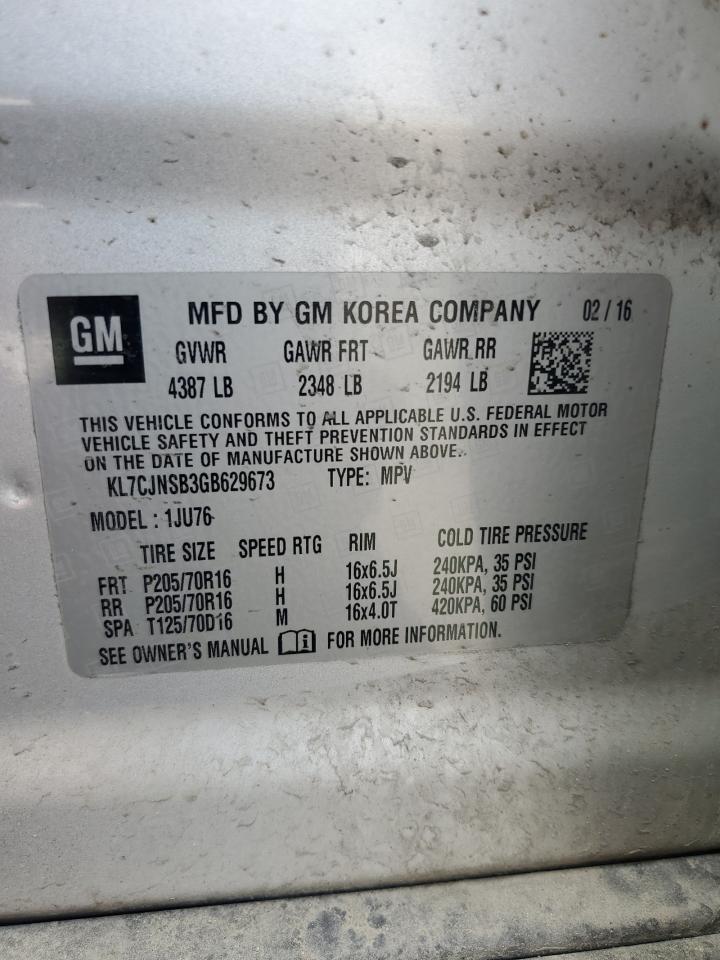 GM
MFD BY GM KOREA COMPANY 02 / 16
GVWR GAWR FRT GAWR RR
4387 LB 2348 LB 2194 LB
THIS VEHICLE CONFORMS TO ALL APPLICABLE U.S. FEDERAL MOTOR
VEHICLE SAFETY AND THEFT PREVENTION STANDARDS IN EFFECT
ON THE DATE OF MANUFACTURE SHOWN ABOVE.
KL7CJNSB3GB629673 TYPE: MPV
MODEL : 1JU76
TIRE SIZE SPEED RTG RIM COLD TIRE PRESSURE
FRT P205/70R16 H 16x6.5J 240KPA, 35 PSI
RR P205/70R16 H 16x6.5J 240KPA, 35 PSI
SPA T125/70D16 M 16x4.0T 420KPA, 60 PSI
SEE OWNER'S MANUAL i FOR MORE INFORMATION.